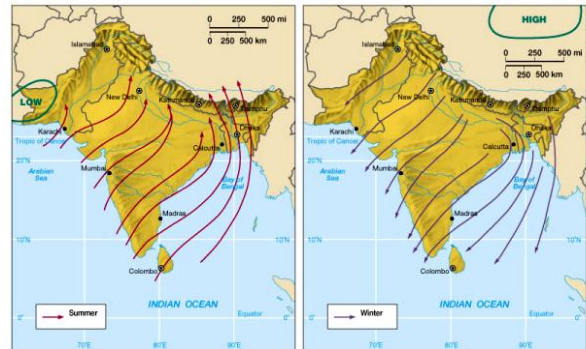 0 250 500 mi
0 250 500 km
Islamabad
LOW
New Delhi
Katmandu
Thimphu
Karachi
Dhaka
Tropic of Cancer
Calcutta
20°N
Arabian
Sea
Mumbai
Bay of
Bengal
Madras
10°N
Colombo
INDIAN OCEAN
Summer
Equator
0°
70°E
80°E
90°E
HIGH
0 250 500 mi
0 250 500 km
Islamabad
New Delhi
Katmandu
Thimphu
Karachi
Dhaka
Tropic of Cancer
Calcutta
20°N
Arabian
Sea
Mumbai
Bay of
Bengal
Madras
10°N
Colombo
INDIAN OCEAN
Winter
Equator
0°
70°E
80°E
90°E